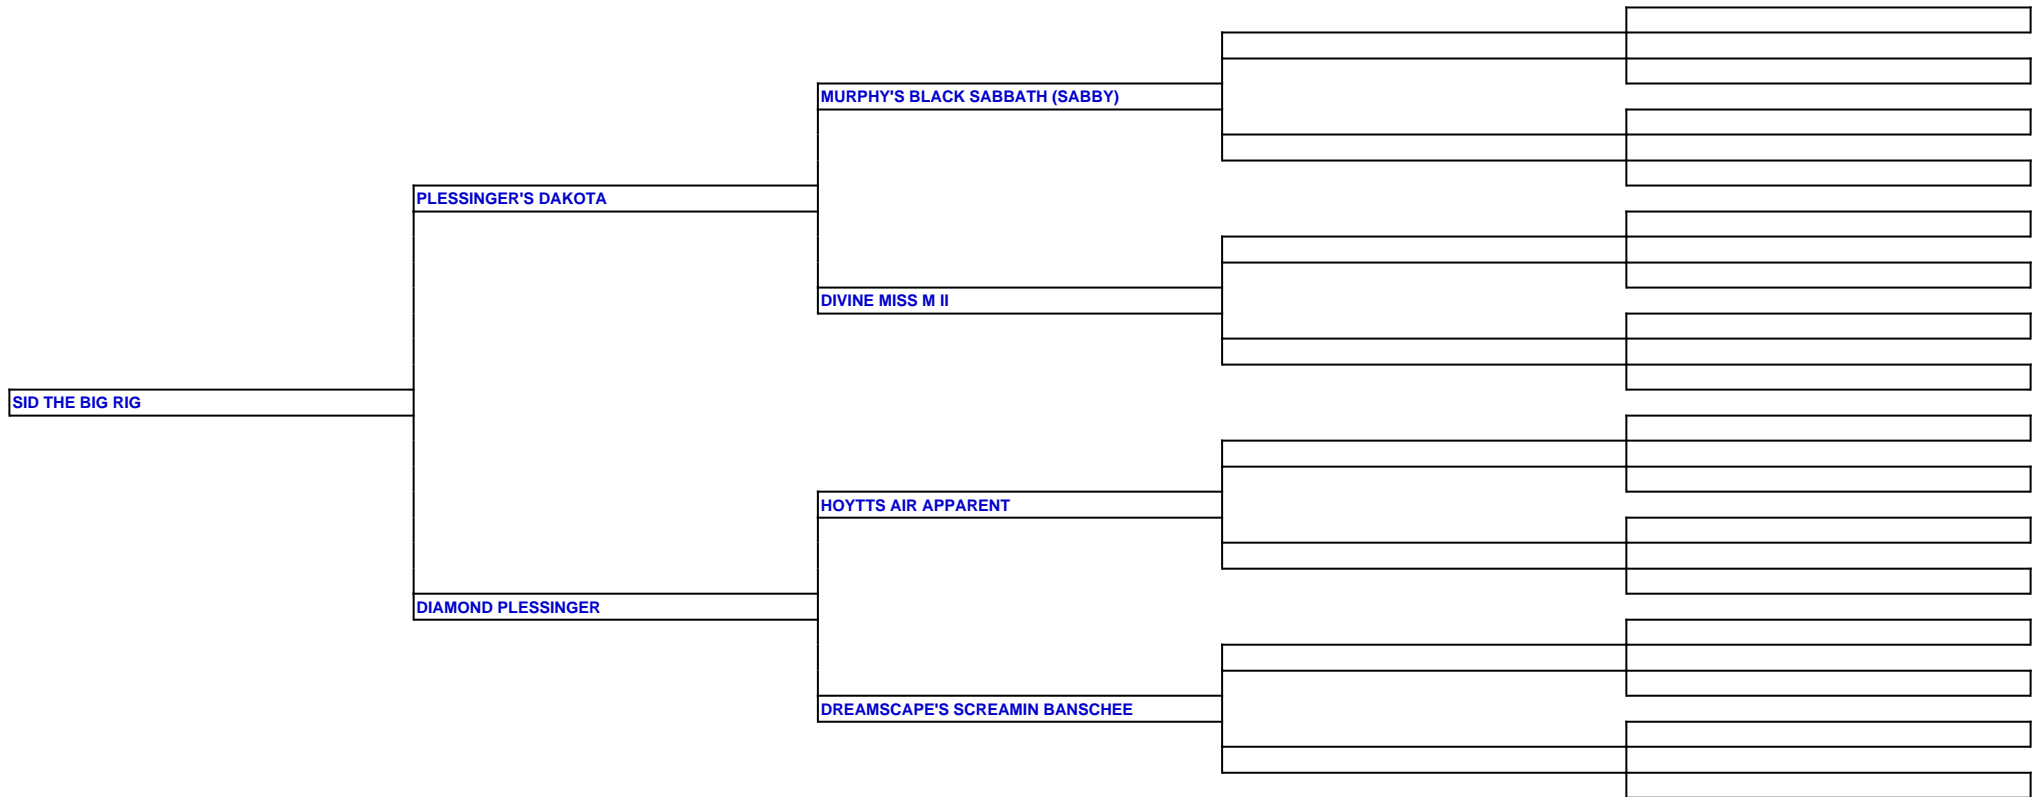 MURPHY'S BLACK SABBATH (SABBY)
PLESSINGER'S DAKOTA
DIVINE MISS M II
SID THE BIG RIG
HOYTTS AIR APPARENT
DIAMOND PLESSINGER
DREAMSCAPE'S SCREAMIN BANSCHEE